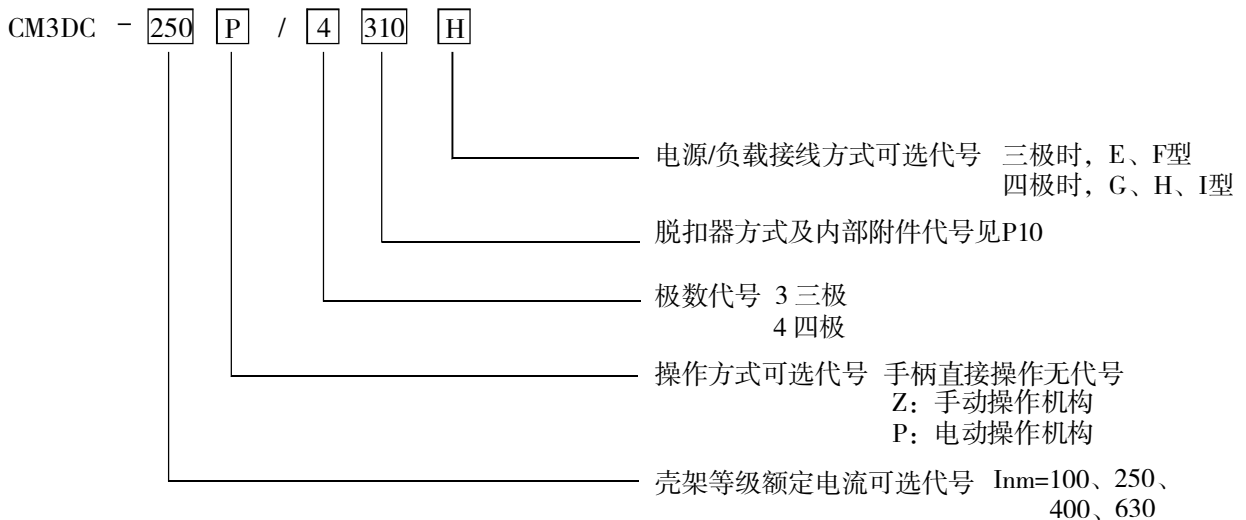 CM3DC - 250 P / 4 310 H
电源/负载接线方式可选代号 三极时，E、F型
四极时，G、H、I型
脱扣器方式及内部附件代号见P10
极数代号 3 三极
4 四极
操作方式可选代号 手柄直接操作无代号
Z：手动操作机构
P：电动操作机构
壳架等级额定电流可选代号 Inm=100、250、
400、630